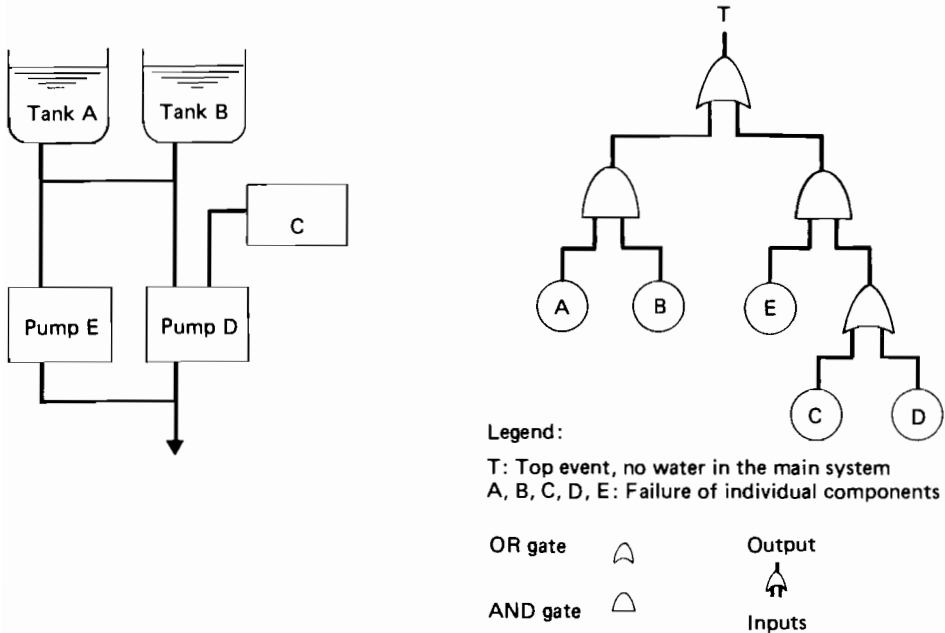 Tank A
Tank B
C
Pump E
Pump D
T
A
B
E
C
D
Legend:
T: Top event, no water in the main system
A, B, C, D, E: Failure of individual components
OR gate
Output
AND gate
Inputs